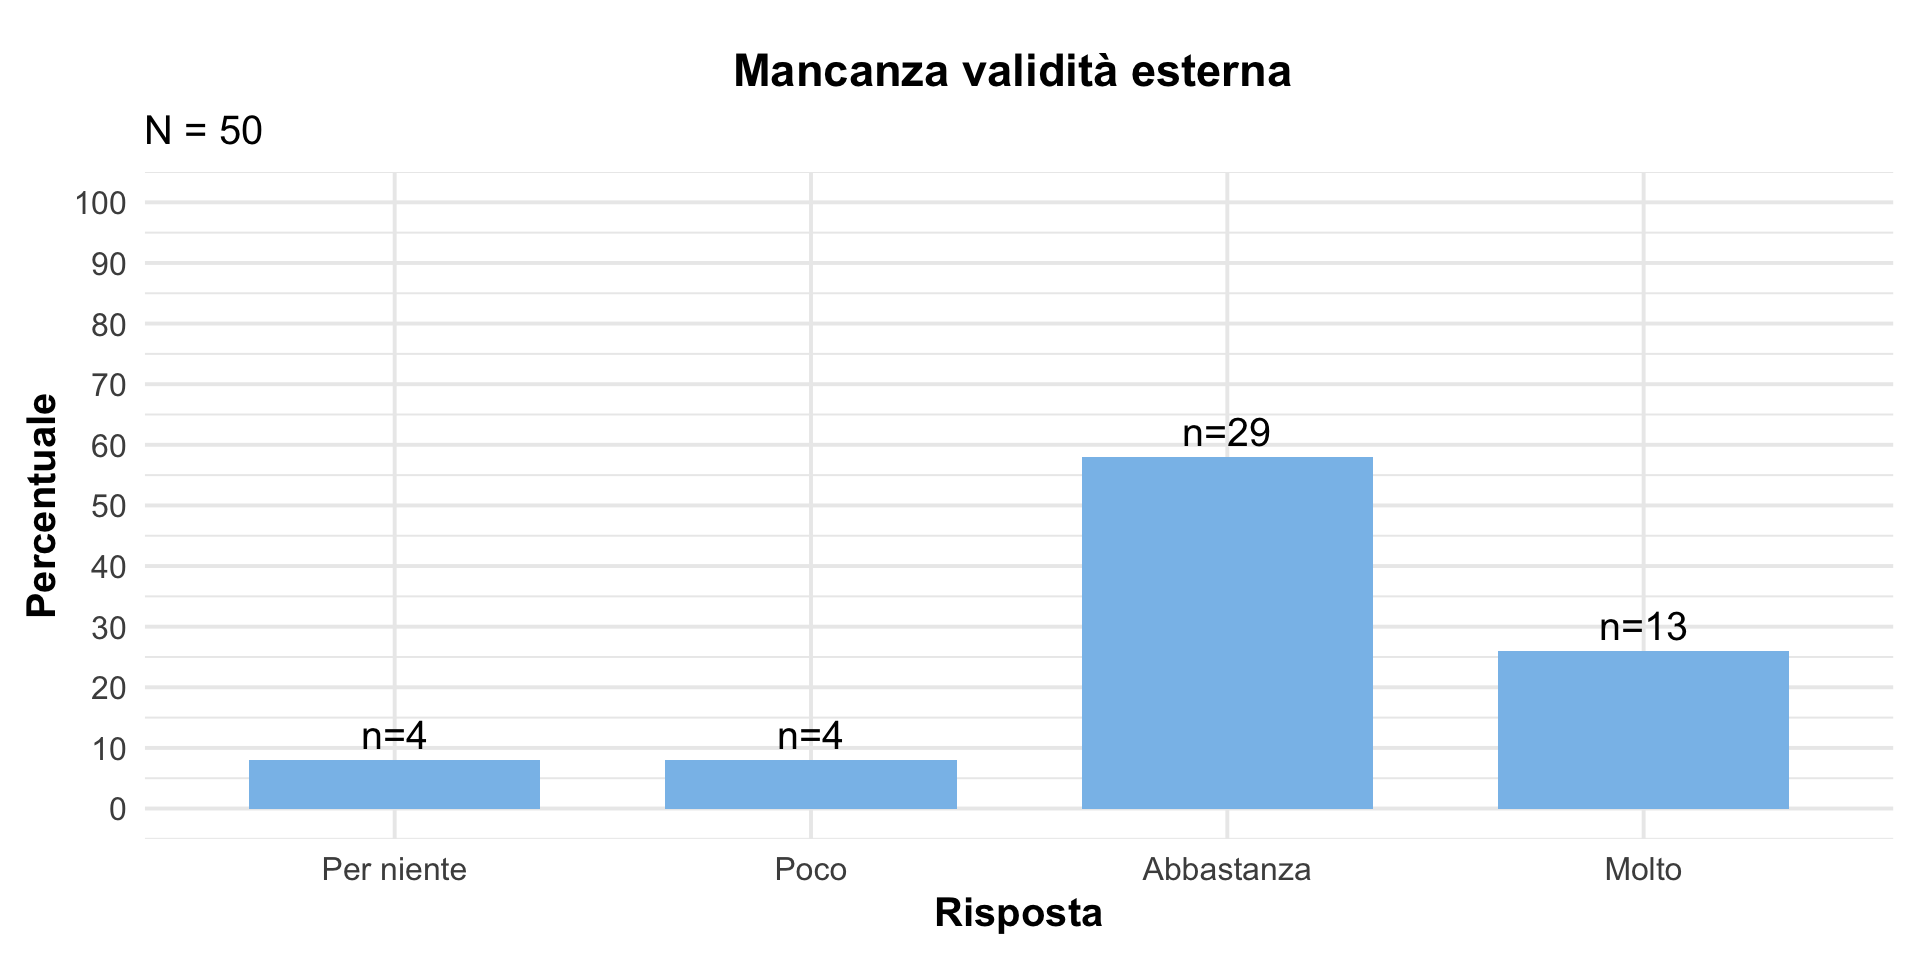 Mancanza validità esterna
N = 50
Percentuale
100
90
80
70
60
50
40
30
20
10
0
n=4
n=4
n=29
n=13
Per niente
Poco
Abbastanza
Molto
Risposta